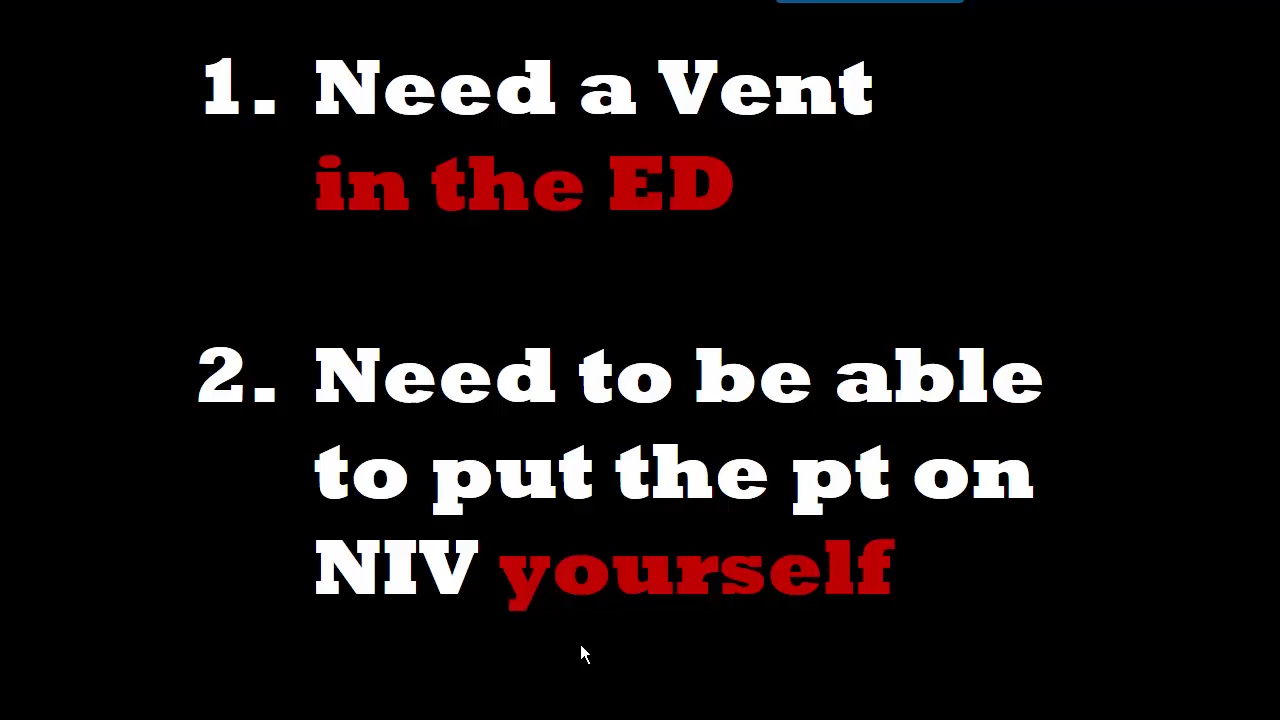 1. Need a Vent
in the ED
2. Need to be able
to put the pt on
NIV yourself